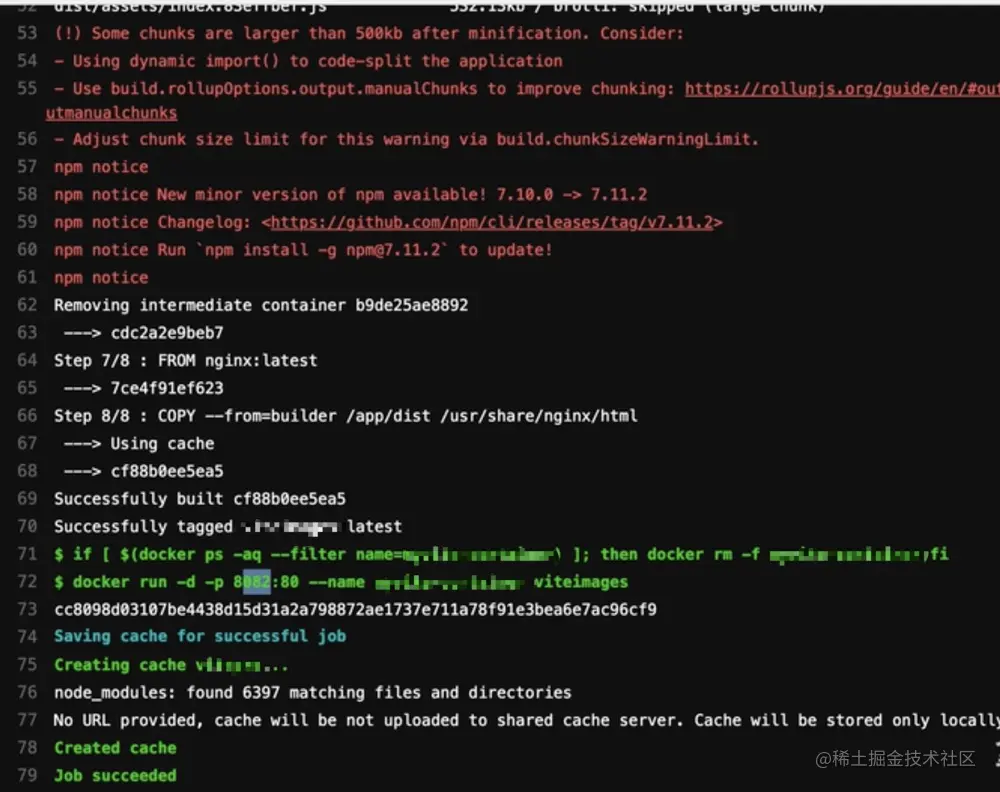 52 dist/assets/index.83effber.js 532.15kb / brotli: skipped (large chunk)
53 (!) Some chunks are larger than 500kb after minification. Consider:
54 - Using dynamic import() to code-split the application
55 - Use build.rollupOptions.output.manualChunks to improve chunking: https://rollupjs.org/guide/en/#out
utmanualchunks
56 - Adjust chunk size limit for this warning via build.chunkSizeWarningLimit.
57 npm notice
58 npm notice New minor version of npm available! 7.10.0 -> 7.11.2
59 npm notice Changelog: <https://github.com/npm/cli/releases/tag/v7.11.2>
60 npm notice Run `npm install -g npm@7.11.2` to update!
61 npm notice
62 Removing intermediate container b9de25ae8892
63 ---> cdc2a2e9beb7
64 Step 7/8 : FROM nginx:latest
65 ---> 7ce4f91ef623
66 Step 8/8 : COPY --from=builder /app/dist /usr/share/nginx/html
67 ---> Using cache
68 ---> cf88b0ee5ea5
69 Successfully built cf88b0ee5ea5
70 Successfully tagged latest
71 $ if [ $(docker ps -aq --filter name= ) ]; then docker rm -f ;fi
72 $ docker run -d -p 8082:80 --name viteimages
73 cc8098d03107be4438d15d31a2a798872ae1737e711a78f91e3bea6e7ac96cf9
74 Saving cache for successful job
75 Creating cache ...
76 node_modules: found 6397 matching files and directories
77 No URL provided, cache will be not uploaded to shared cache server. Cache will be stored only locally
78 Created cache
79 Job succeeded
@稀土掘金技术社区